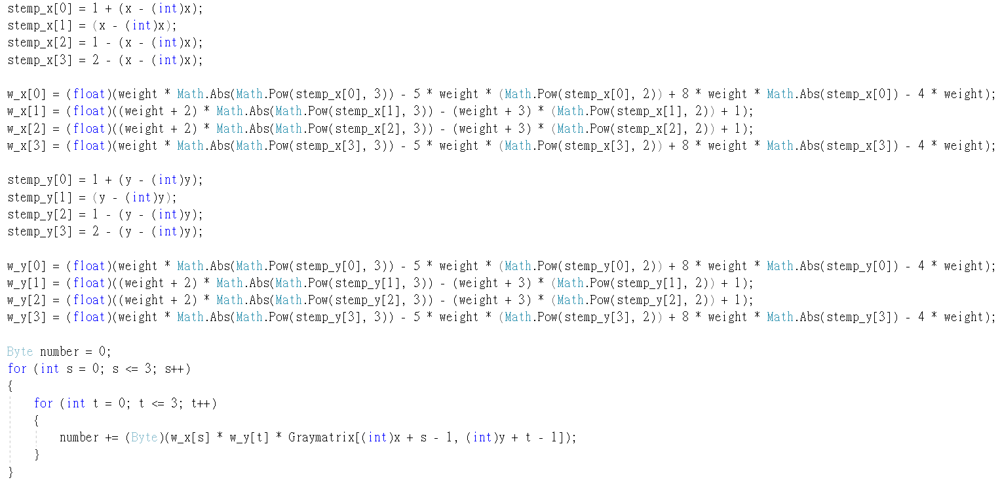 stemp_x[0] = 1 + (x - (int)x);
stemp_x[1] = (x - (int)x);
stemp_x[2] = 1 - (x - (int)x);
stemp_x[3] = 2 - (x - (int)x);
w_x[0] = (float)(weight * Math.Abs(Math.Pow(stemp_x[0], 3)) - 5 * weight * (Math.Pow(stemp_x[0], 2)) + 8 * weight * Math.Abs(stemp_x[0]) - 4 * weight);
w_x[1] = (float)((weight + 2) * Math.Abs(Math.Pow(stemp_x[1], 3)) - (weight + 3) * (Math.Pow(stemp_x[1], 2)) + 1);
w_x[2] = (float)((weight + 2) * Math.Abs(Math.Pow(stemp_x[2], 3)) - (weight + 3) * (Math.Pow(stemp_x[2], 2)) + 1);
w_x[3] = (float)(weight * Math.Abs(Math.Pow(stemp_x[3], 3)) - 5 * weight * (Math.Pow(stemp_x[3], 2)) + 8 * weight * Math.Abs(stemp_x[3]) - 4 * weight);
stemp_y[0] = 1 + (y - (int)y);
stemp_y[1] = (y - (int)y);
stemp_y[2] = 1 - (y - (int)y);
stemp_y[3] = 2 - (y - (int)y);
w_y[0] = (float)(weight * Math.Abs(Math.Pow(stemp_y[0], 3)) - 5 * weight * (Math.Pow(stemp_y[0], 2)) + 8 * weight * Math.Abs(stemp_y[0]) - 4 * weight);
w_y[1] = (float)((weight + 2) * Math.Abs(Math.Pow(stemp_y[1], 3)) - (weight + 3) * (Math.Pow(stemp_y[1], 2)) + 1);
w_y[2] = (float)((weight + 2) * Math.Abs(Math.Pow(stemp_y[2], 3)) - (weight + 3) * (Math.Pow(stemp_y[2], 2)) + 1);
w_y[3] = (float)(weight * Math.Abs(Math.Pow(stemp_y[3], 3)) - 5 * weight * (Math.Pow(stemp_y[3], 2)) + 8 * weight * Math.Abs(stemp_y[3]) - 4 * weight);
Byte number = 0;
for (int s = 0; s <= 3; s++)
{
for (int t = 0; t <= 3; t++)
{
number += (Byte)(w_x[s] * w_y[t] * Graymatrix[(int)x + s - 1, (int)y + t - 1]);
}
}